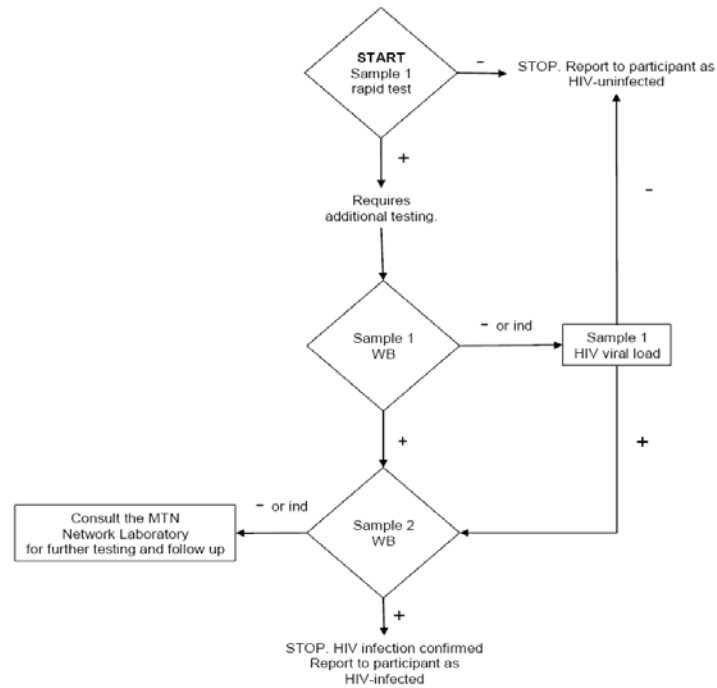 START
Sample 1
rapid test
-
STOP. Report to participant as
HIV-uninfected
+
Requires
additional testing.
-
Sample 1
WB
- or ind
Sample 1
HIV viral load
+
+
Consult the MTN
Network Laboratory
for further testing and follow up
- or ind
Sample 2
WB
+
STOP. HIV infection confirmed
Report to participant as
HIV-infected